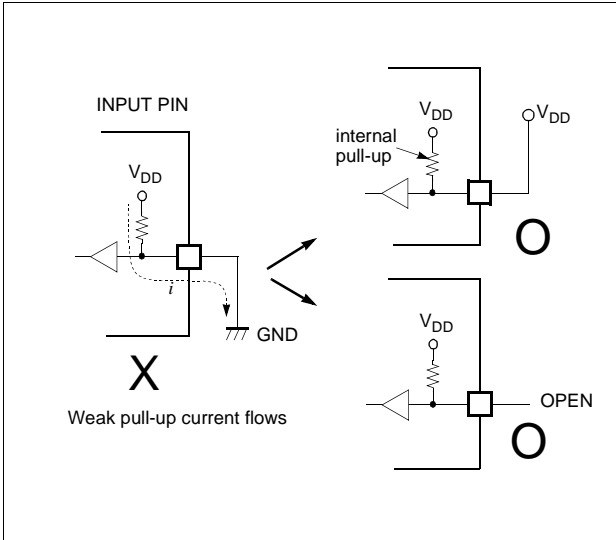 INPUT PIN
VDD
i
GND
X
Weak pull-up current flows
internal
pull-up
VDD
VDD
O
VDD
OPEN
O